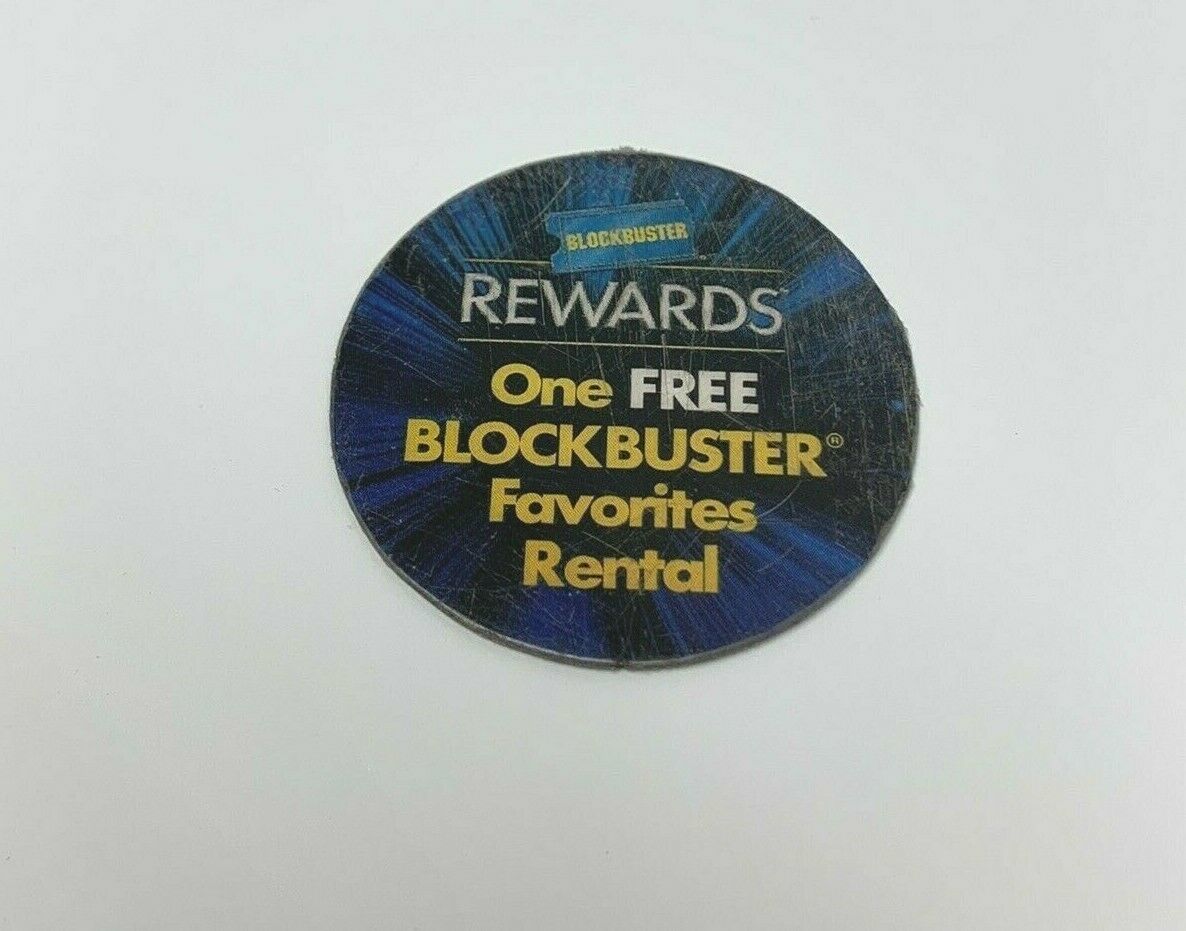 BLOCKBUSTER
REWARDS
One FREE
BLOCKBUSTER®
Favorites
Rental